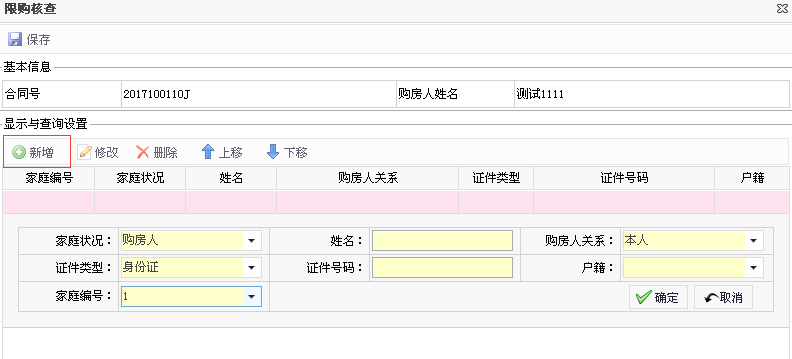 限购核查
保存
基本信息
合同号 2017100110J 购房人姓名 测试1111
显示与查询设置
新增 修改 删除 上移 下移
家庭编号 家庭状况 姓名 购房人关系 证件类型 证件号码 户籍
家庭状况： 购房人 姓名： 购房人关系： 本人
证件类型： 身份证 证件号码： 户籍：
家庭编号： 1 确定 取消